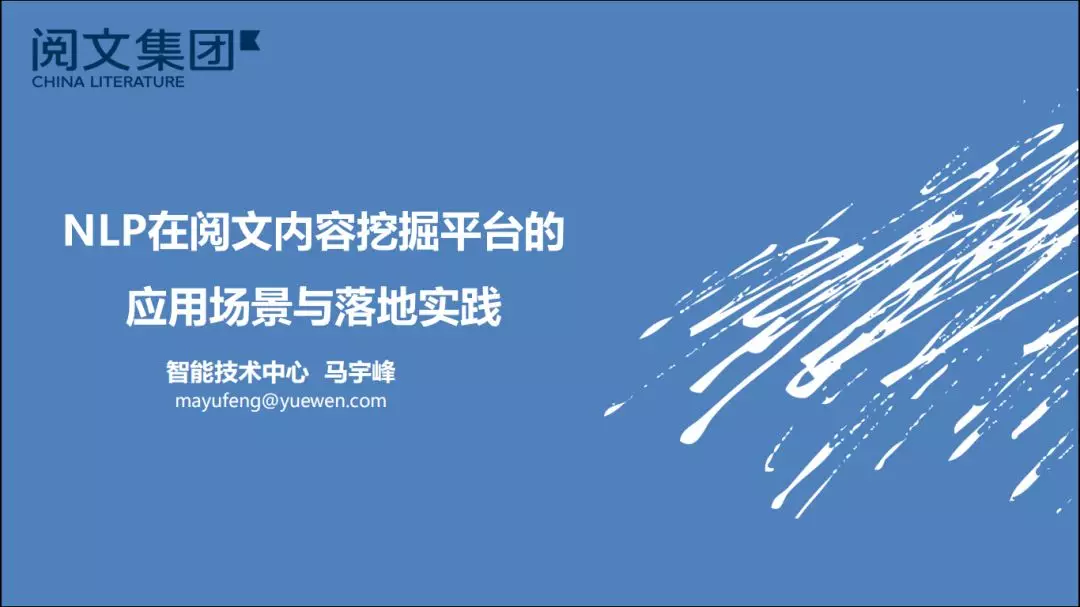 阅文集团
CHINA LITERATURE
NLP在阅文内容挖掘平台的
应用场景与落地实践
智能技术中心 马宇峰
mayufeng@yuewen.com